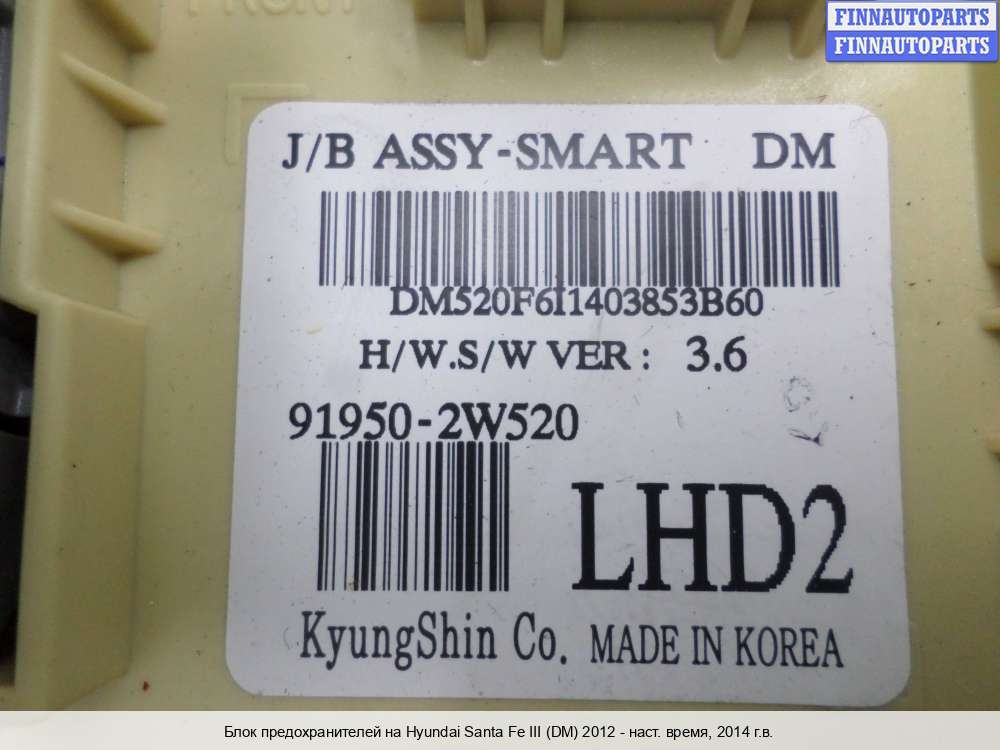 FRONT
FINNAUTOPARTS
FINNAUTOPARTS
J/B ASSY-SMART DM
DM520F6I1403853B60
H/W.S/W VER : 3.6
91950-2W520
LHD2
KyungShin Co. MADE IN KOREA
Блок предохранителей на Hyundai Santa Fe III (DM) 2012 - наст. время, 2014 г.в.